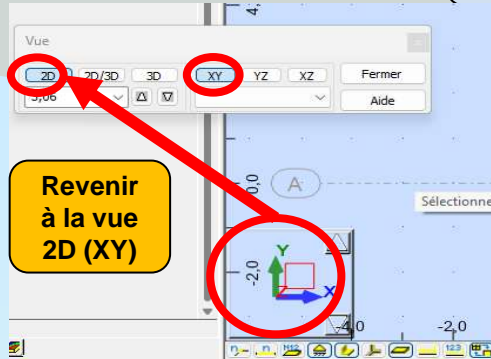 4,
Vue
2D 2D/3D 3D XY YZ XZ Fermer
3,06 Aide
0,0 A
Sélectionne
Revenir
à la vue
2D (XY)
Y
X
-2,0
-4,0 -2,0